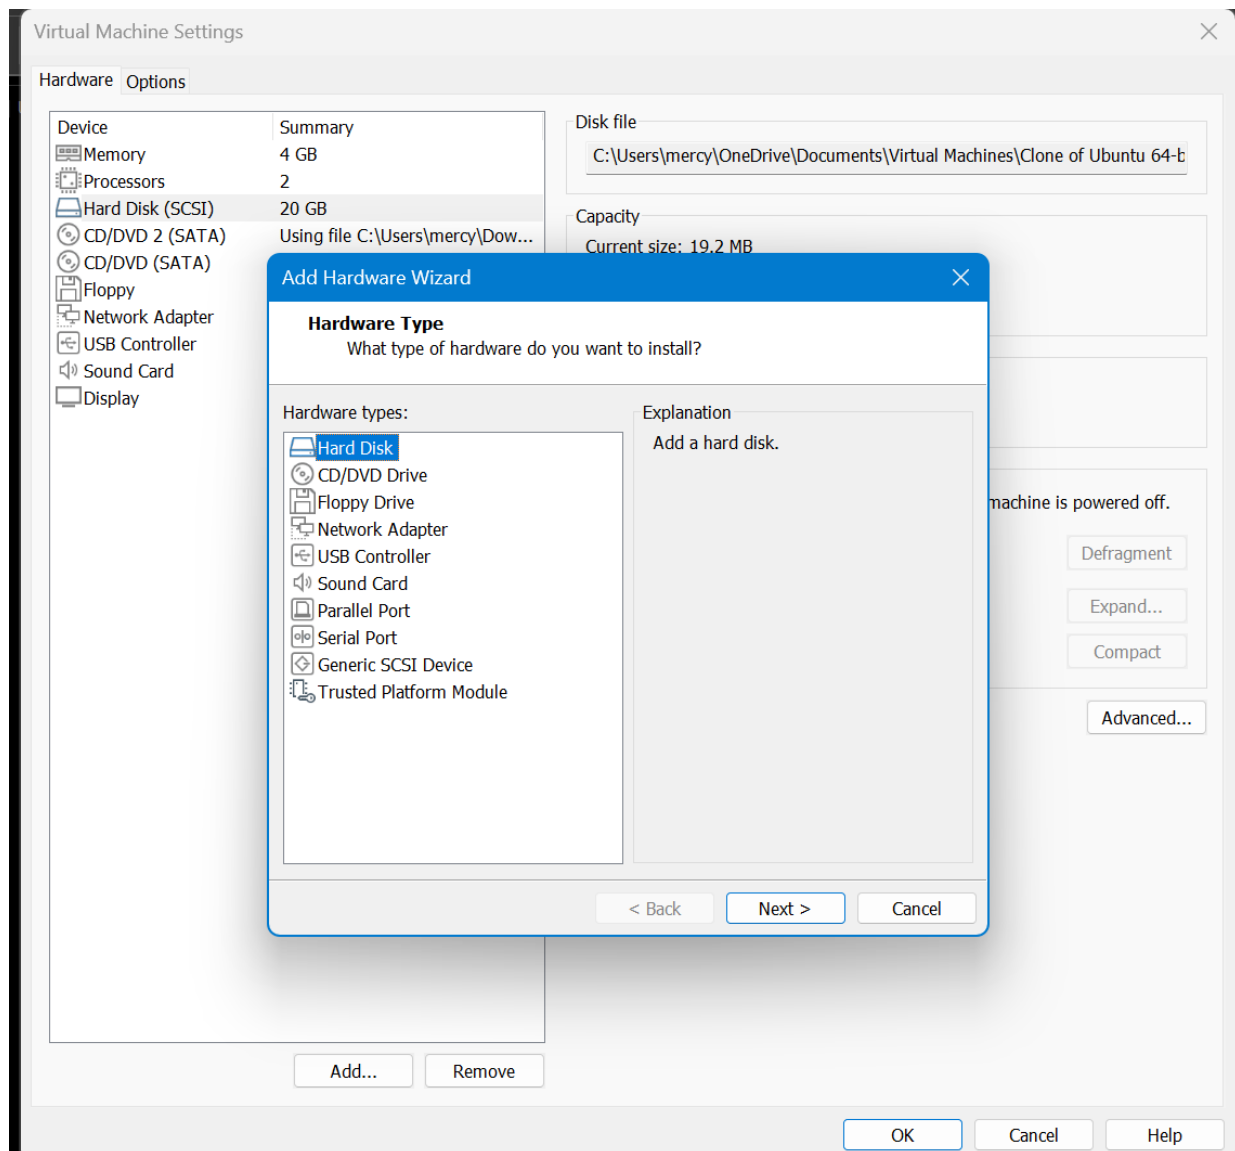 Virtual Machine Settings
Hardware Options
Device Summary
Memory 4 GB
Processors 2
Hard Disk (SCSI) 20 GB
CD/DVD 2 (SATA) Using file C:\Users\mercy\Dow...
CD/DVD (SATA)
Floppy
Network Adapter
USB Controller
Sound Card
Display
Add... Remove
Disk file
C:\Users\mercy\OneDrive\Documents\Virtual Machines\Clone of Ubuntu 64-b
Capacity
Current size: 19.2 MB
machine is powered off.
Defragment
Expand...
Compact
Advanced...
Add Hardware Wizard
Hardware Type
What type of hardware do you want to install?
Hardware types:
Hard Disk
CD/DVD Drive
Floppy Drive
Network Adapter
USB Controller
Sound Card
Parallel Port
Serial Port
Generic SCSI Device
Trusted Platform Module
Explanation
Add a hard disk.
< Back Next > Cancel
OK Cancel Help